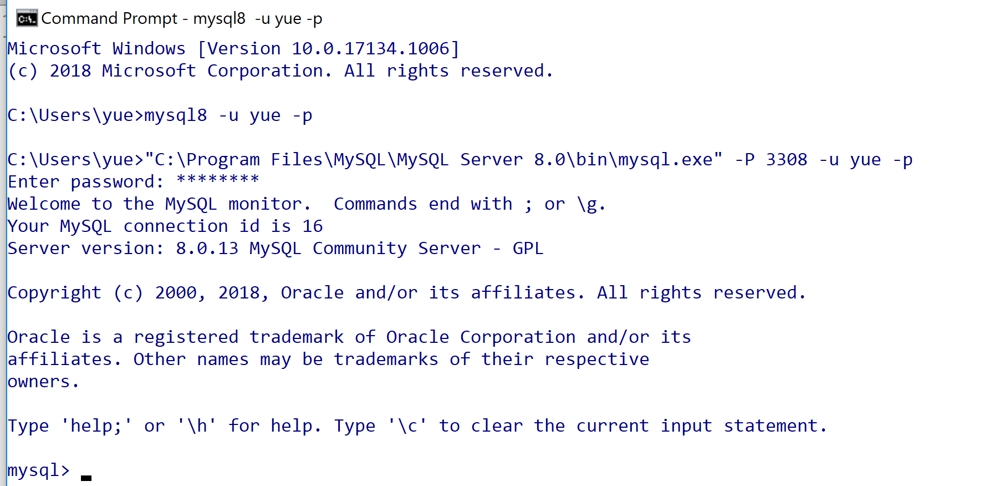 Command Prompt - mysql8  -u yue -p
Microsoft Windows [Version 10.0.17134.1006]
(c) 2018 Microsoft Corporation. All rights reserved.
C:\Users\yue>mysql8 -u yue -p
C:\Users\yue>"C:\Program Files\MySQL\MySQL Server 8.0\bin\mysql.exe" -P 3308 -u yue -p
Enter password: ********
Welcome to the MySQL monitor.  Commands end with ; or \g.
Your MySQL connection id is 16
Server version: 8.0.13 MySQL Community Server - GPL
Copyright (c) 2000, 2018, Oracle and/or its affiliates. All rights reserved.
Oracle is a registered trademark of Oracle Corporation and/or its
affiliates. Other names may be trademarks of their respective
owners.
Type 'help;' or '\h' for help. Type '\c' to clear the current input statement.
mysql>